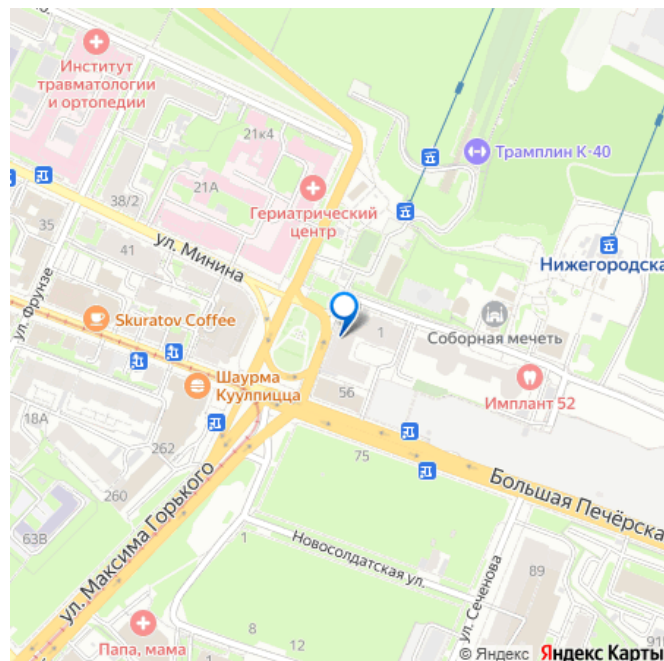 Институт
травматологии
и ортопедии
21к4
Трамплин К-40
21А
38/2
Гериатрический
центр
35
41
ул. Минина
Нижегородска
ул. Фрунзе
Skuratov Coffee
1
Соборная мечеть
Шаурма
Куулпицца
56
Имплант 52
18А
262
75
260
Большая Печёрска
63В
ул. Максима Горького
1
Новосолдатская ул.
ул. Сеченова
89
8
12
Папа, мама
© Яндекс Яндекс Карты